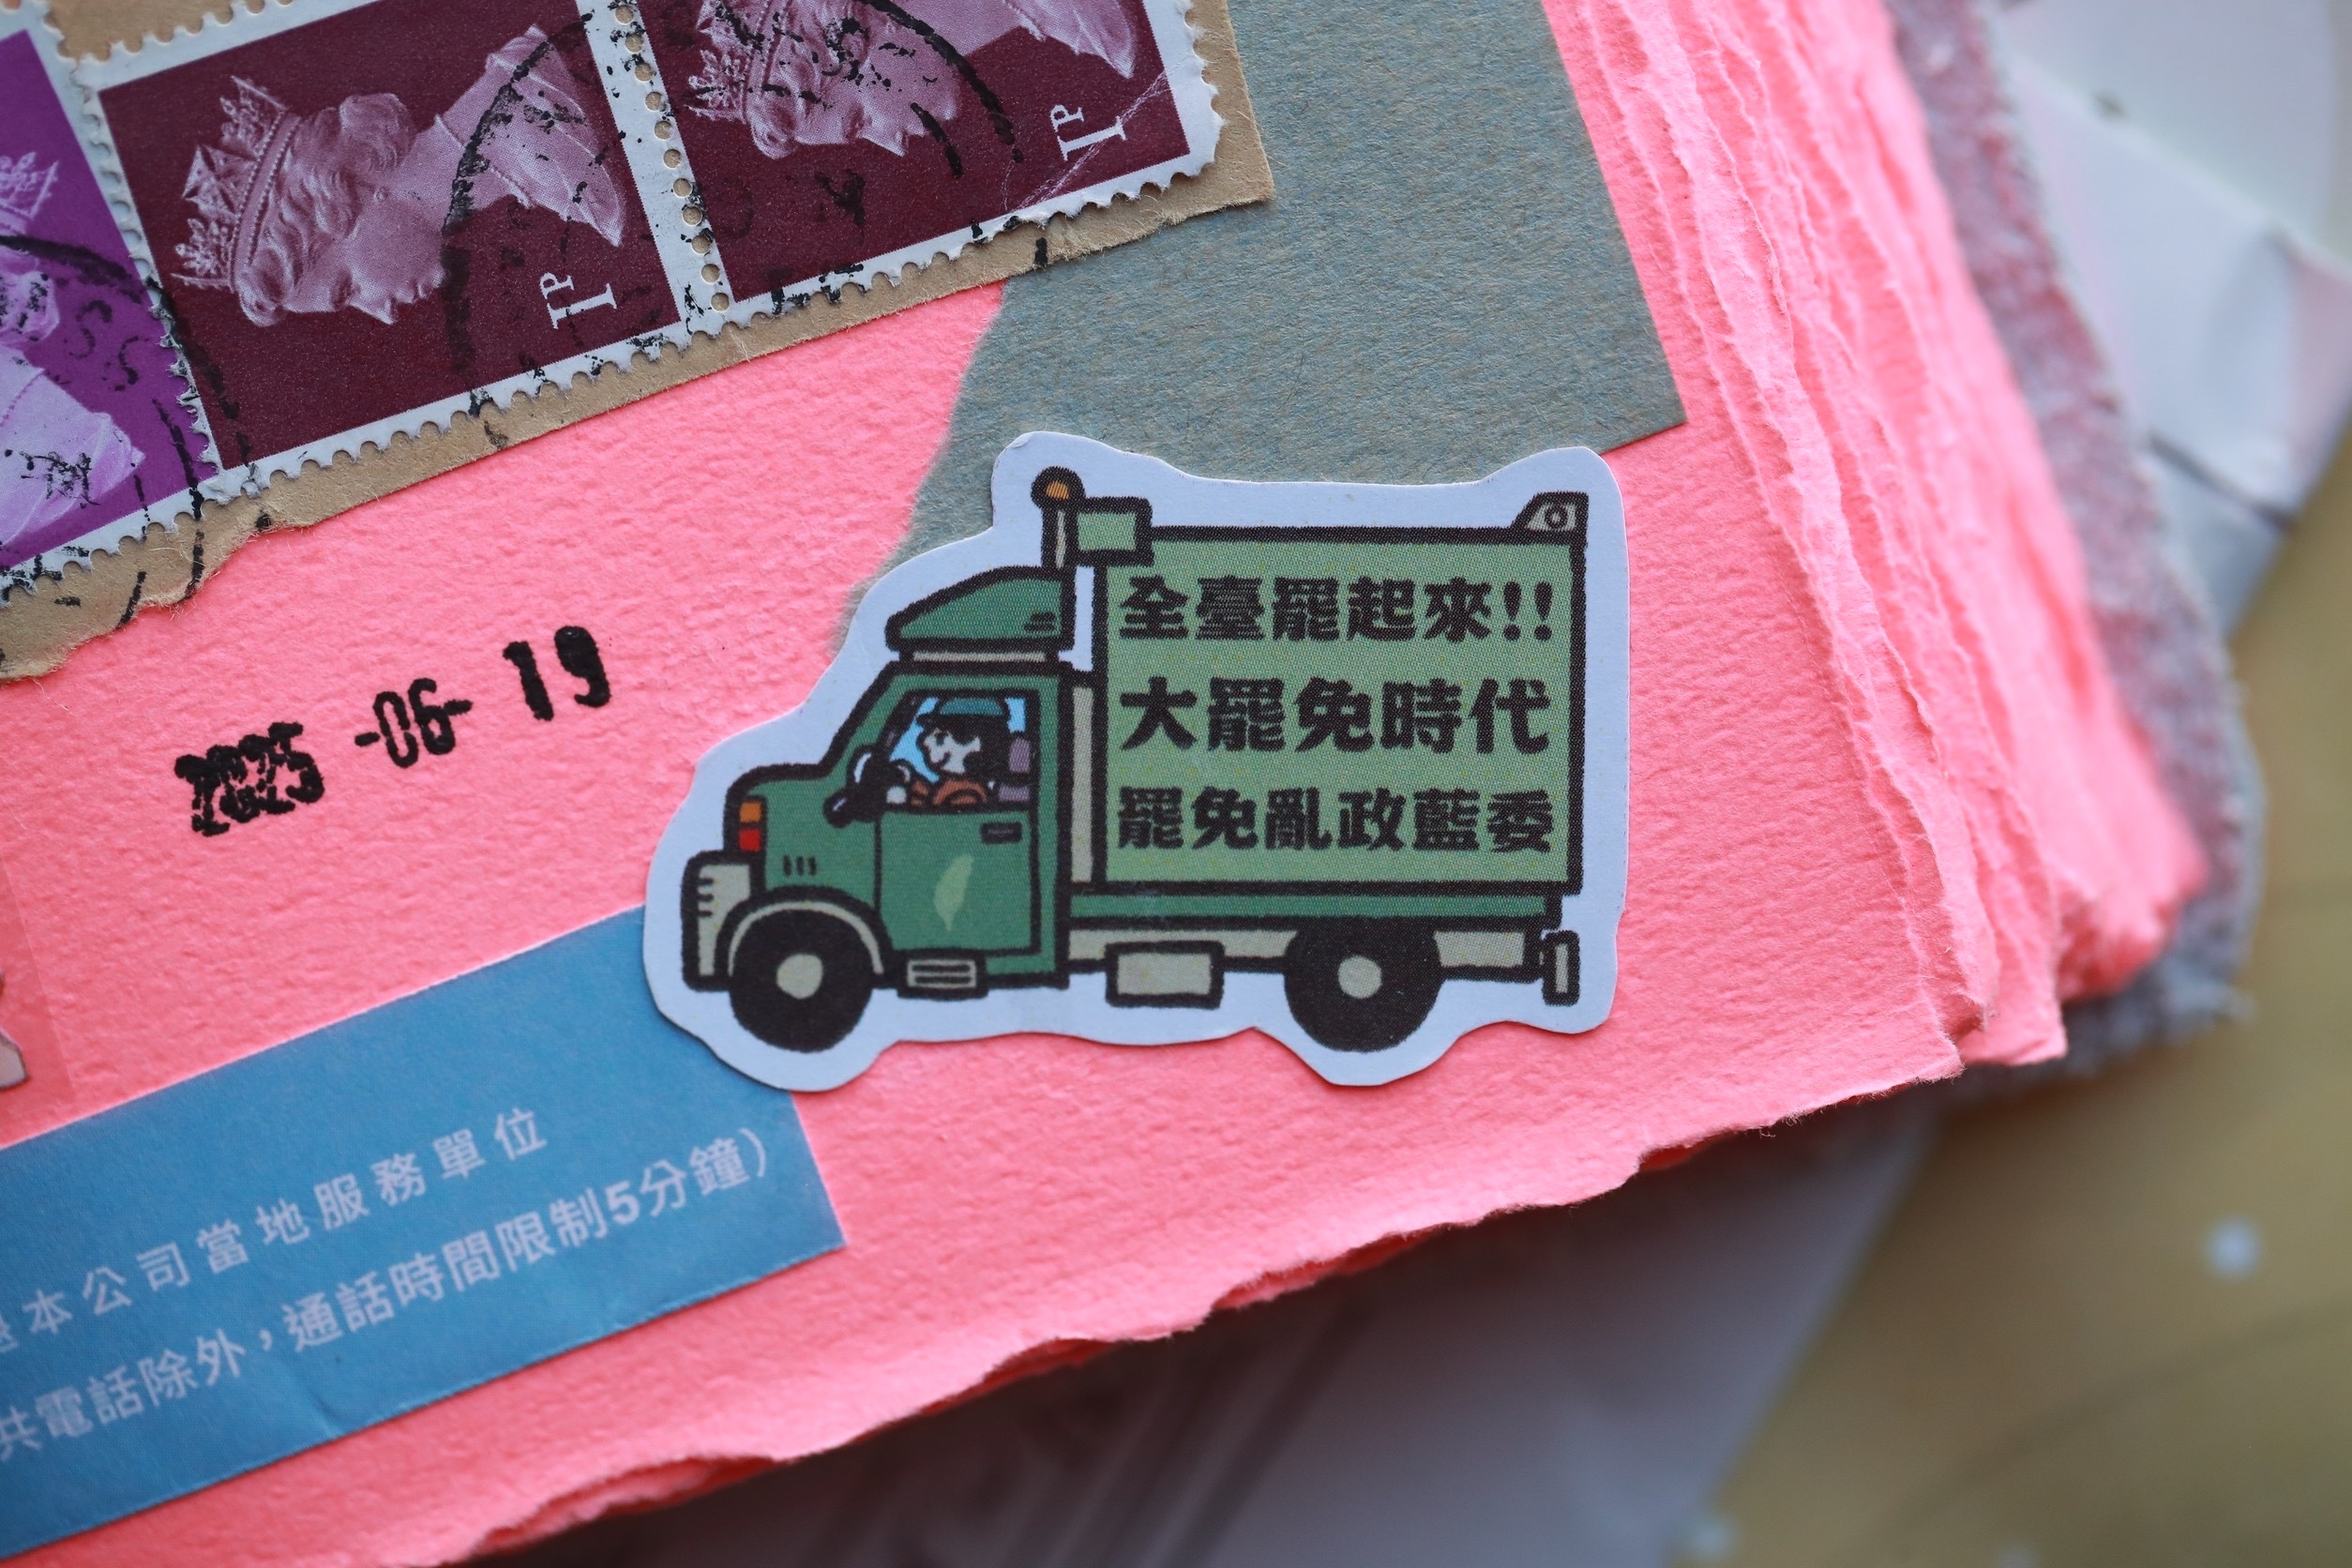 1P
1P
2025-06-19
全臺罷起來!!
大罷免時代
罷免亂政藍委
本公司當地服務單位
共電話除外，通話時間限制5分鐘）